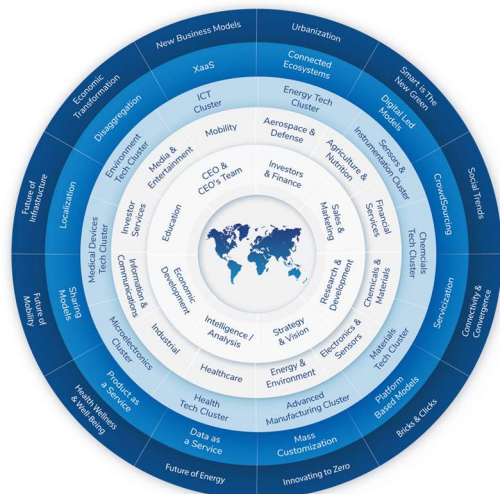 New Business Models
Urbanization
Smart is The
New Green
Social Trends
Connectivity &
Convergence
Bricks & Clicks
Innovating to Zero
Future of Energy
Health Wellness
& Well-Being
Future of
Mobility
Future of
Infrastructure
Economic
Transformation
XaaS
Connected
Ecosystems
Digital Led
Models
CrowdSourcing
Servicization
Platform
Based Models
Mass
Customization
Data as
a Service
Product as
a Service
Sharing
Models
Localization
Disaggregation
ICT
Cluster
Energy Tech
Cluster
Sensors &
Instrumentation Cluster
Chemcials
Tech Cluster
Materials
Tech Cluster
Advanced
Manufacturing Cluster
Health
Tech Cluster
Microelectronics
Cluster
Medical Devices
Tech Cluster
Environment
Tech Cluster
Mobility
Aerospace &
Defense
Agriculture &
Nutrition
Financial
Services
Chemicals &
Materials
Electronics &
Sensors
Energy &
Environment
Healthcare
Industrial
Information &
Communications
Investor
Services
Media &
Entertainment
CEO &
CEO's Team
Investors
& Finance
Sales &
Marketing
Research &
Development
Strategy
& Vision
Intelligence /
Analysis
Economic
Development
Education